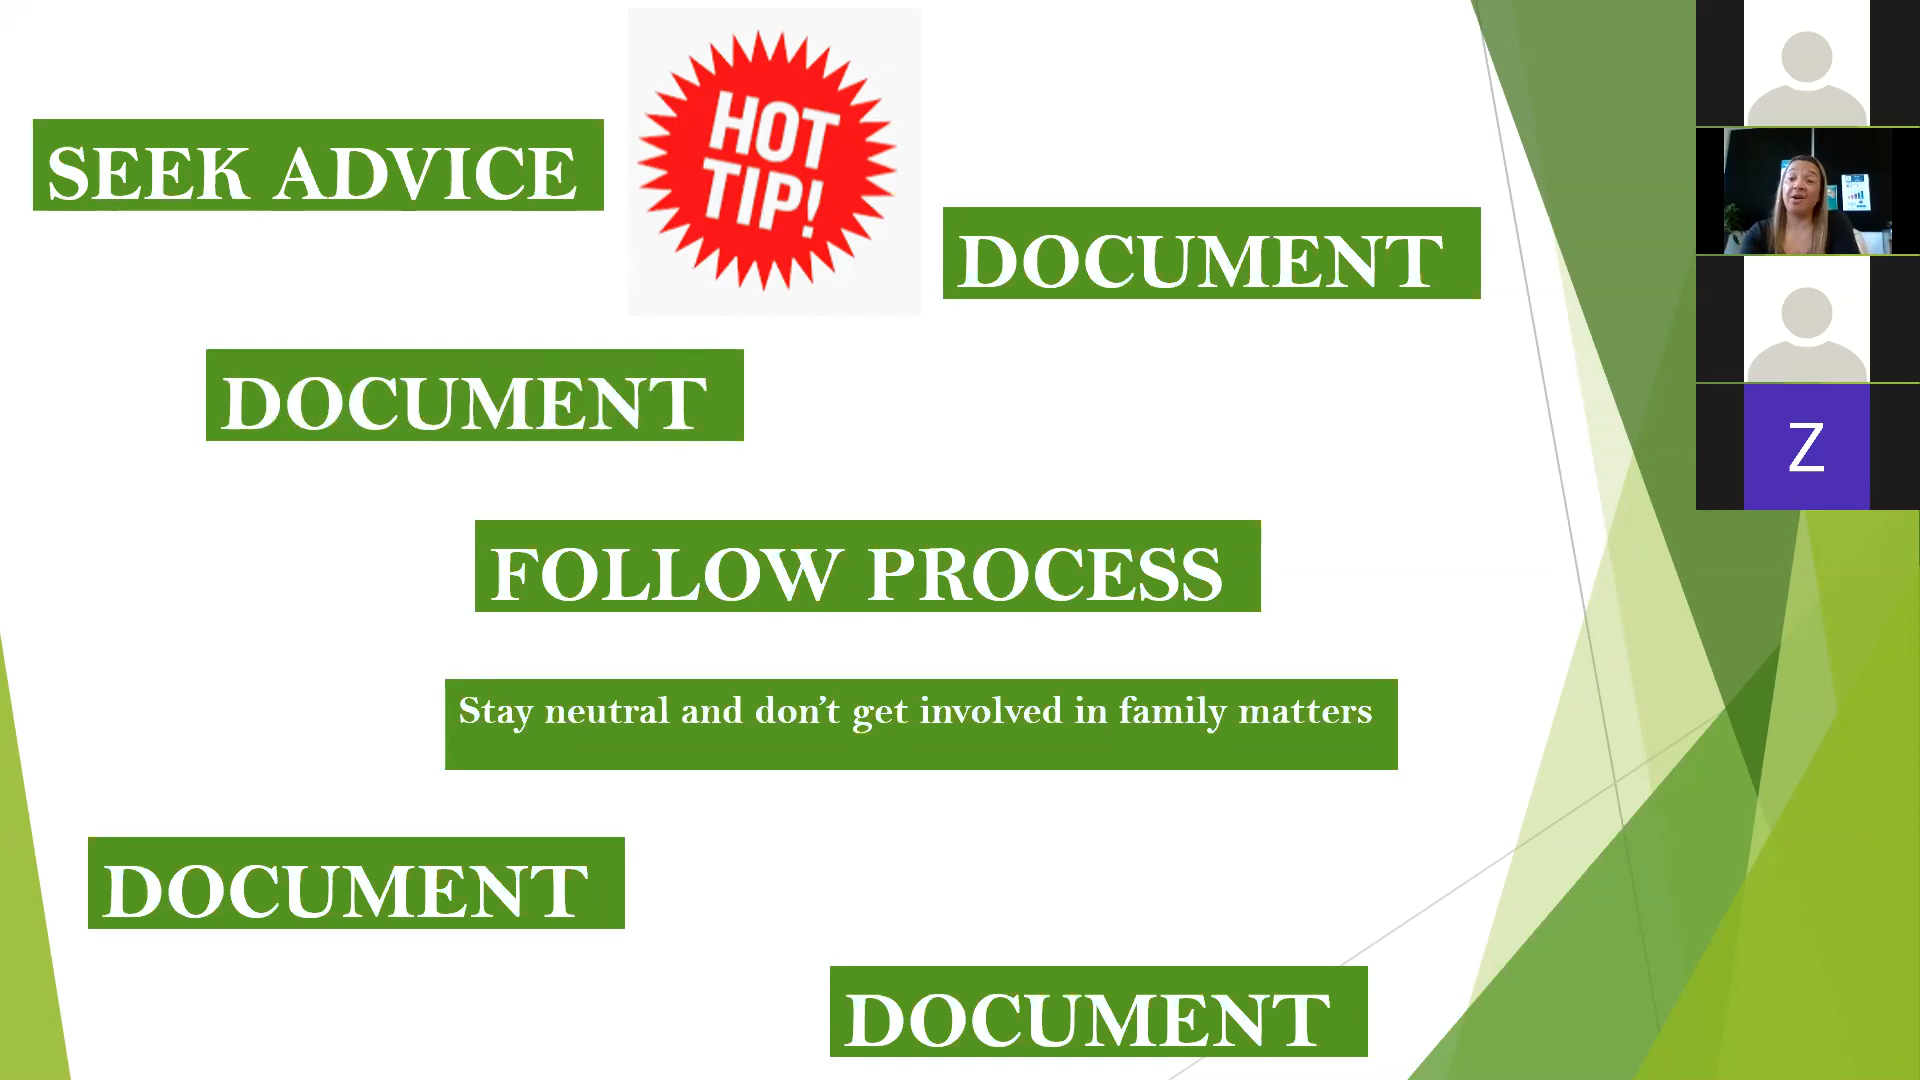 SEEK ADVICE
HOT
TIP!
DOCUMENT
DOCUMENT
FOLLOW PROCESS
Stay neutral and don't get involved in family matters
DOCUMENT
DOCUMENT
Z